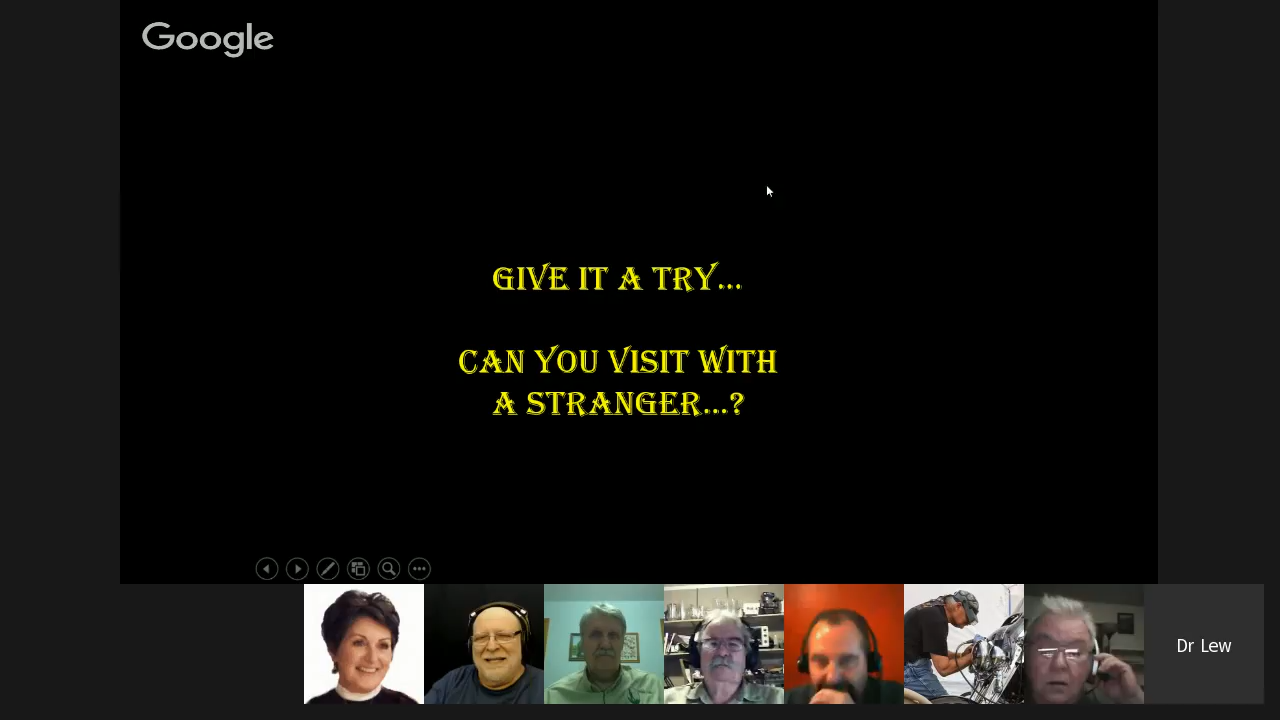 Google
GIVE IT A TRY...
CAN YOU VISIT WITH
A STRANGER...?
Dr Lew